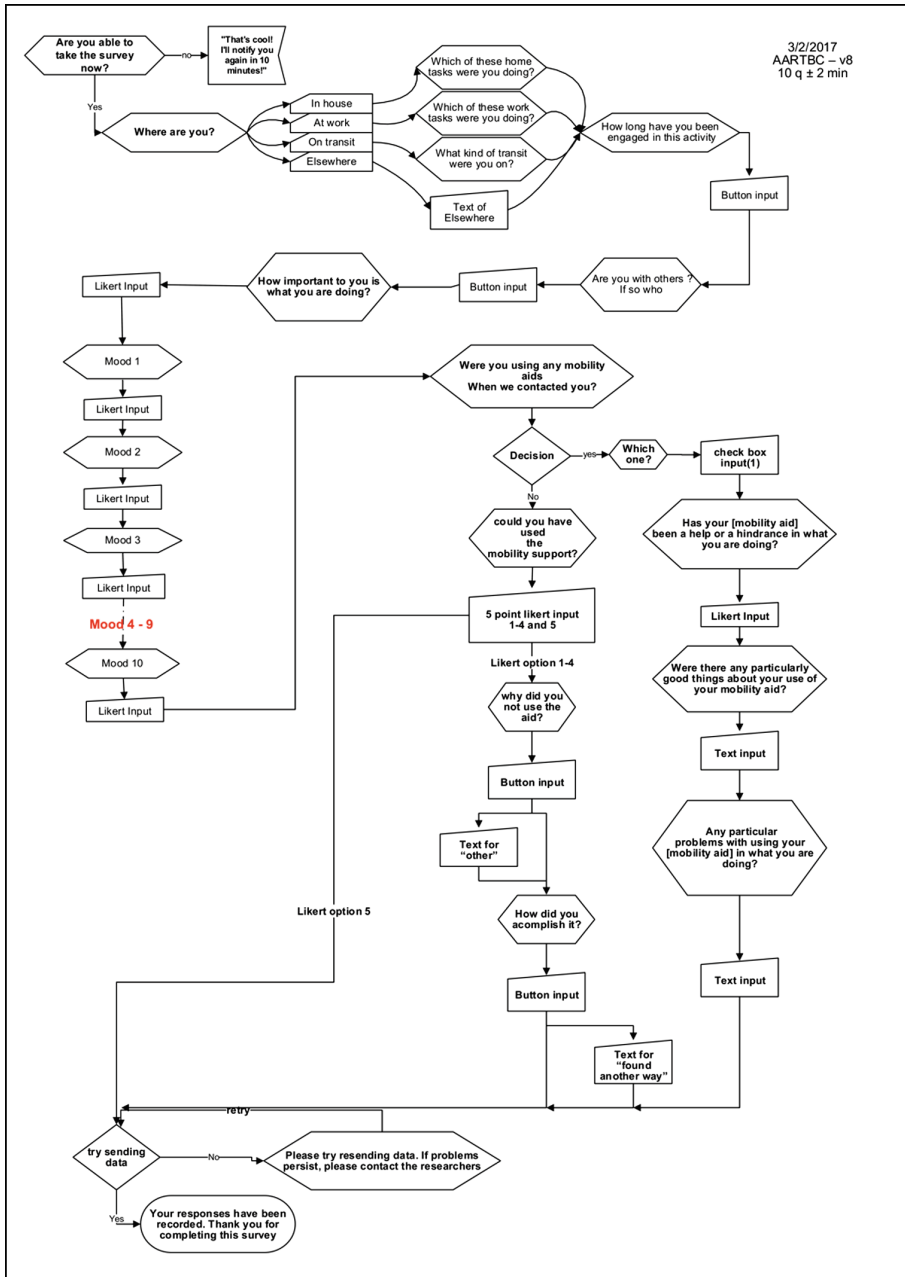 3/2/2017
AARTBC – v8
10 q ± 2 min
Are you able to
take the survey
now?
no
"That's cool!
I'll notify you
again in 10
minutes!"
Yes
Where are you?
In house
At work
On transit
Elsewhere
Which of these home
tasks were you doing?
Which of these work
tasks were you doing?
What kind of transit
were you on?
Text of
Elsewhere
How long have you been
engaged in this activity
Button input
Are you with others ?
If so who
Button input
How important to you is
what you are doing?
Likert Input
Mood 1
Likert Input
Mood 2
Likert Input
Mood 3
Likert Input
Mood 4 - 9
Mood 10
Likert Input
Were you using any mobility
aids
When we contacted you?
Decision
yes
Which
one?
check box
input(1)
Has your [mobility aid]
been a help or a hindrance in what
you are doing?
Likert Input
Were there any particularly
good things about your use of
your mobility aid?
Text input
Any particular
problems with using your
[mobility aid] in what you are
doing?
Text input
No
could you have
used
the
mobility support?
5 point likert input
1-4 and 5
Likert option 1-4
why did you
not use the
aid?
Button input
Text for
“other”
How did you
acomplish it?
Button input
Text for
“found
another way”
Likert option 5
retry
try sending
data
No
Please try resending data. If problems
persist, please contact the researchers
Yes
Your responses have been
recorded. Thank you for
completing this survey